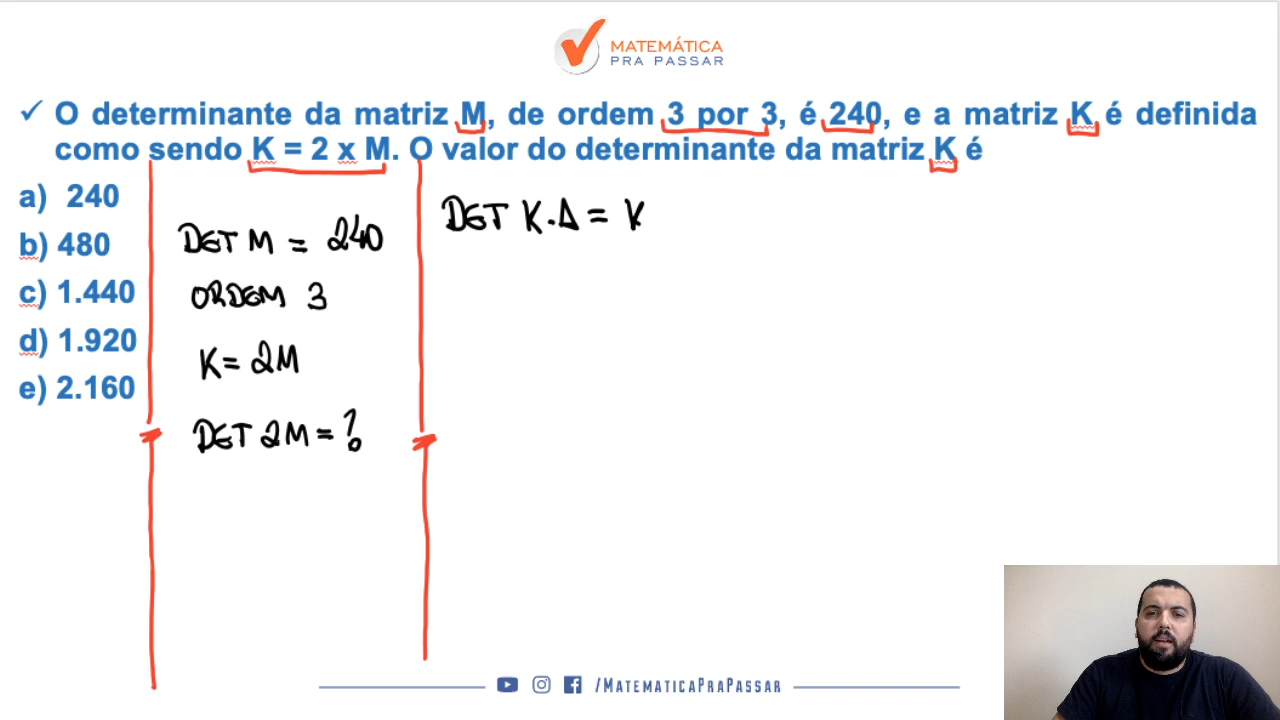 MATEMÁTICA
PRA PASSAR
✓ O determinante da matriz M, de ordem 3 por 3, é 240, e a matriz K é definida
como sendo K = 2 x M. O valor do determinante da matriz K é
a) 240
b) 480
c) 1.440
d) 1.920
e) 2.160
DET M = 240
ORDEM 3
K = 2M
DET 2M = ?
DET K.A = K
/MATEMATICAPRAPASSAR